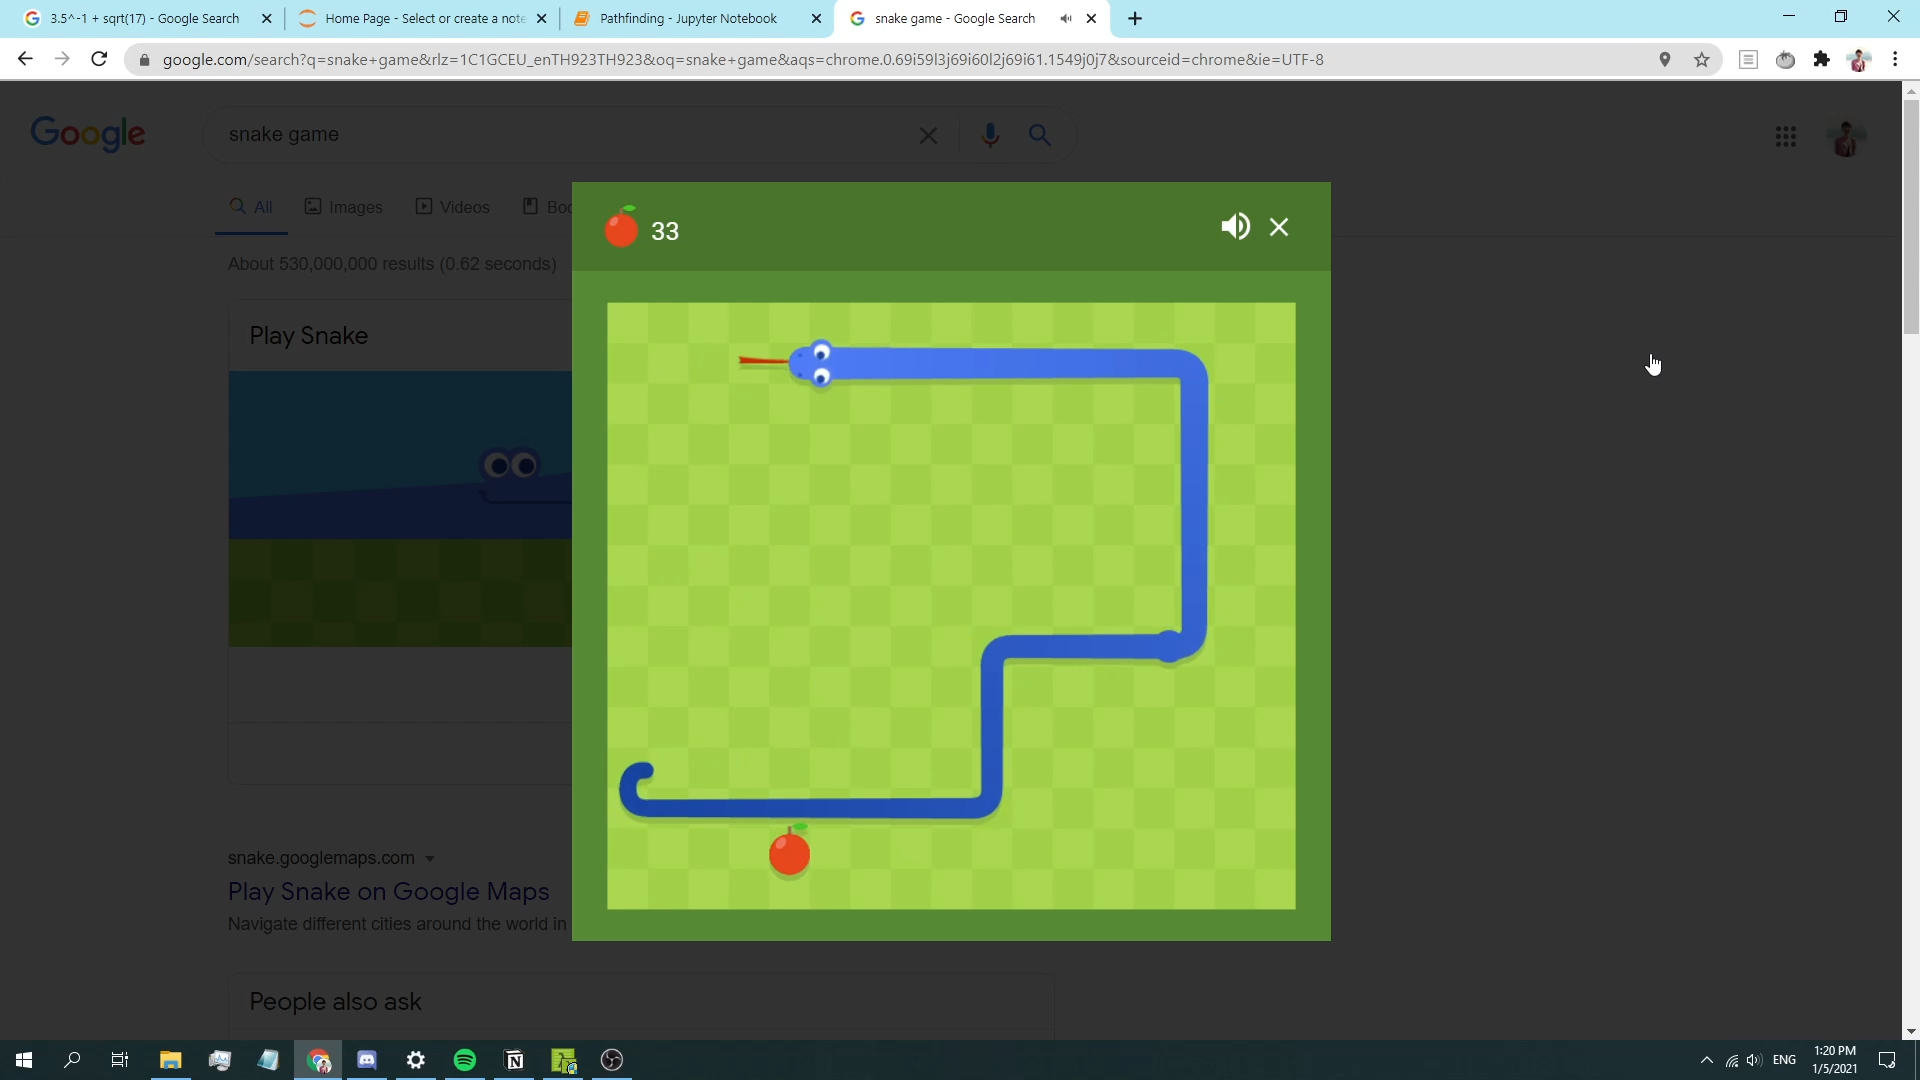 3.5^-1 + sqrt(17) - Google Search
Home Page - Select or create a note
Pathfinding - Jupyter Notebook
snake game - Google Search
google.com/search?q=snake+game&rlz=1C1GCEU_enTH923TH923&oq=snake+game&aqs=chrome.0.69i59l3j69i60l2j69i61.1549j0j7&sourceid=chrome&ie=UTF-8
Google
snake game
All
Images
Videos
Boo
33
About 530,000,000 results (0.62 seconds)
Play Snake
snake.googlemaps.com
Play Snake on Google Maps
Navigate different cities around the world in
People also ask
ENG
1:20 PM
1/5/2021